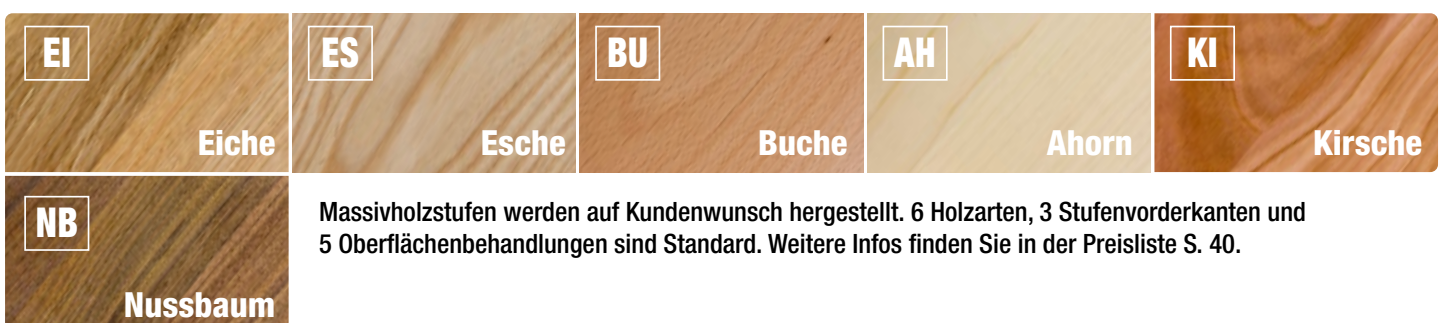 EI
Eiche
ES
Esche
BU
Buche
AH
Ahorn
KI
Kirsche
NB
Nussbaum
Massivholzstufen werden auf Kundenwunsch hergestellt. 6 Holzarten, 3 Stufenvorderkanten und
5 Oberflächenbehandlungen sind Standard. Weitere Infos finden Sie in der Preisliste S. 40.